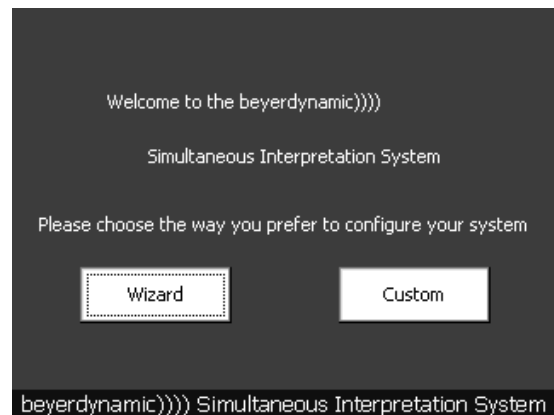 Welcome to the beyerdynamic))))
Simultaneous Interpretation System
Please choose the way you prefer to configure your system
Wizard
Custom
beyerdynamic)))) Simultaneous Interpretation System